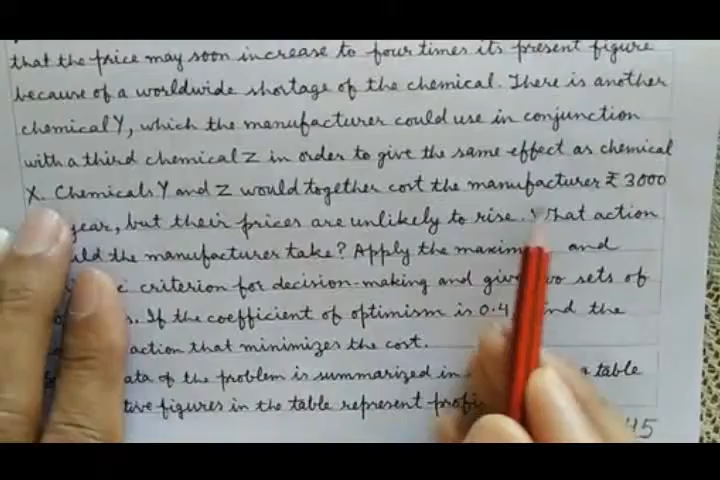 that the price may soon increase to four times its present figure
because of a worldwide shortage of the chemical. There is another
chemical Y, which the manufacturer could use in conjunction
with a third chemical Z in order to give the same effect as chemical
X. Chemicals Y and Z would together cost the manufacturer ₹ 3000
year, but their prices are unlikely to rise. What action
the manufacturer take? Apply the and
criterion for decision-making and give sets of
If the coefficient of optimism is 0.4 the
action that minimizes the cost.
of the problem is summarized in table
figures in the table represent